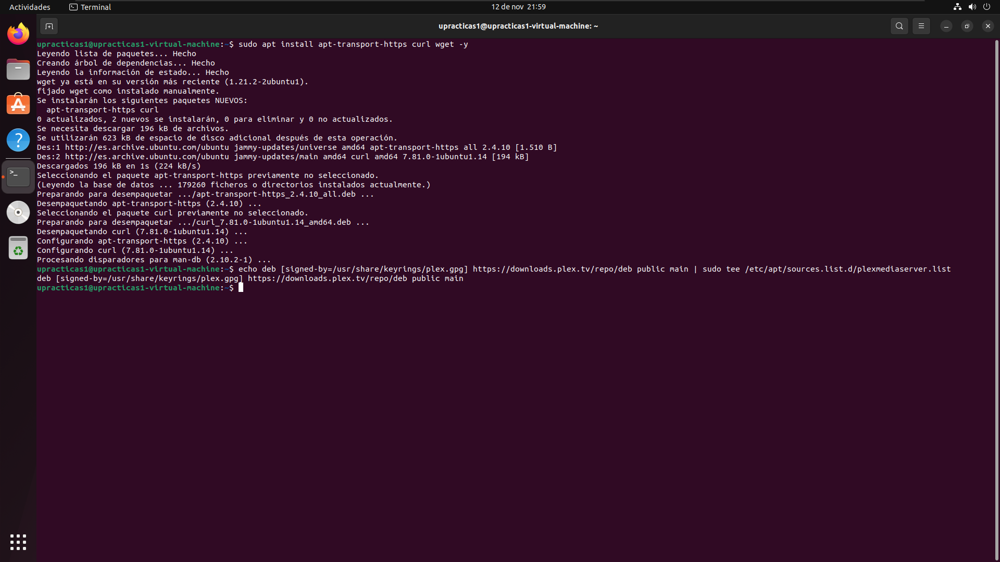 Actividades
Terminal
12 de nov 21:59
upracticas1@upracticas1-virtual-machine: ~
upracticas1@upracticas1-virtual-machine:~$ sudo apt install apt-transport-https curl wget -y
Leyendo lista de paquetes... Hecho
Creando árbol de dependencias... Hecho
Leyendo la información de estado... Hecho
wget ya está en su versión más reciente (1.21.2-2ubuntu1).
fijado wget como instalado manualmente.
Se instalarán los siguientes paquetes NUEVOS:
  apt-transport-https curl
0 actualizados, 2 nuevos se instalarán, 0 para eliminar y 0 no actualizados.
Se necesita descargar 196 kB de archivos.
Se utilizarán 623 kB de espacio de disco adicional después de esta operación.
Des:1 http://es.archive.ubuntu.com/ubuntu jammy-updates/universe amd64 apt-transport-https all 2.4.10 [1.510 B]
Des:2 http://es.archive.ubuntu.com/ubuntu jammy-updates/main amd64 curl amd64 7.81.0-1ubuntu1.14 [194 kB]
Descargados 196 kB en 1s (224 kB/s)
Seleccionando el paquete apt-transport-https previamente no seleccionado.
(Leyendo la base de datos ... 179260 ficheros o directorios instalados actualmente.)
Preparando para desempaquetar .../apt-transport-https_2.4.10_all.deb ...
Desempaquetando apt-transport-https (2.4.10) ...
Seleccionando el paquete curl previamente no seleccionado.
Preparando para desempaquetar .../curl_7.81.0-1ubuntu1.14_amd64.deb ...
Desempaquetando curl (7.81.0-1ubuntu1.14) ...
Configurando apt-transport-https (2.4.10) ...
Configurando curl (7.81.0-1ubuntu1.14) ...
Procesando disparadores para man-db (2.10.2-1) ...
upracticas1@upracticas1-virtual-machine:~$ echo deb [signed-by=/usr/share/keyrings/plex.gpg] https://downloads.plex.tv/repo/deb public main | sudo tee /etc/apt/sources.list.d/plexmediaserver.list
deb [signed-by=/usr/share/keyrings/plex.gpg] https://downloads.plex.tv/repo/deb public main
upracticas1@upracticas1-virtual-machine:~$